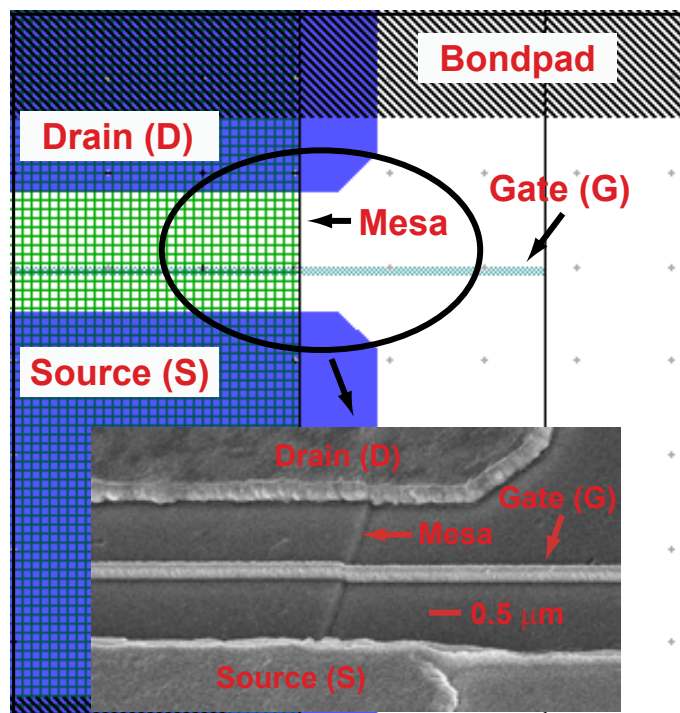 Bondpad
Drain (D)
Gate (G)
Mesa
Source (S)
Drain (D)
Gate (G)
Mesa
0.5 μm
Source (S)